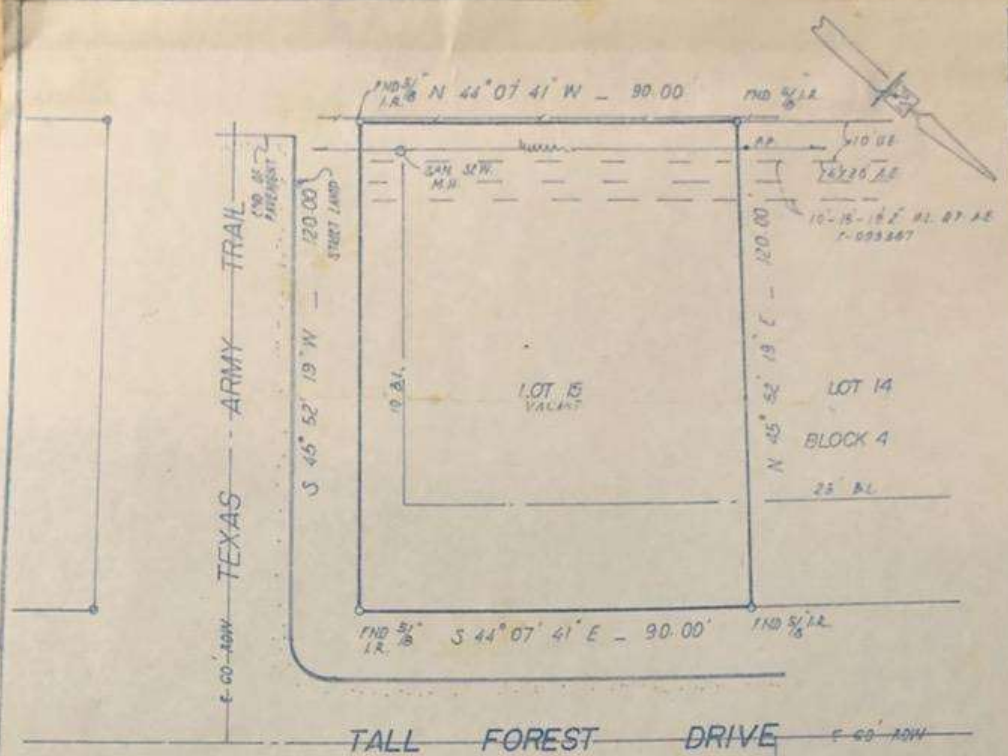 FND 5/8" I.R.
N 44° 07' 41" W - 90.00'
FND 5/8" I.R.
10' U.E.
P.P.
SAN. SEW.
M.H.
END OF
PAVEMENT
STREET LAMP
S 45° 52' 19" W - 120.00'
TEXAS ARMY TRAIL
60' ROW
10' B.L.
LOT 15
VACANT
N 45° 52' 19" E - 120.00'
LOT 14
BLOCK 4
25' B.L.
FND 5/8"
I.R.
S 44° 07' 41" E - 90.00'
FND 5/8" I.R.
TALL FOREST DRIVE
60' ROW